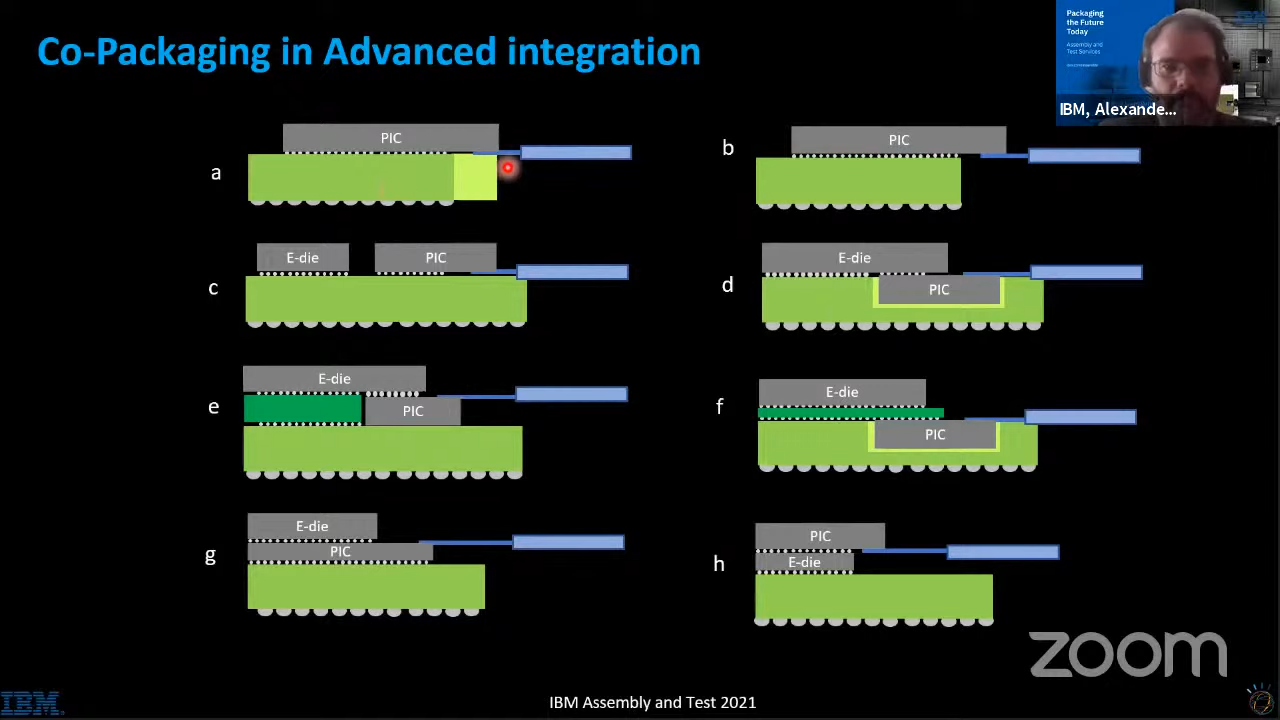 Co-Packaging in Advanced integration
Packaging
the Future
Today
Assembly and
Test Services
IBM, Alexande...
a
PIC
b
PIC
c
E-die
PIC
d
E-die
PIC
e
E-die
PIC
f
E-die
PIC
g
E-die
PIC
h
PIC
E-die
zoom
IBM
IBM Assembly and Test 2021